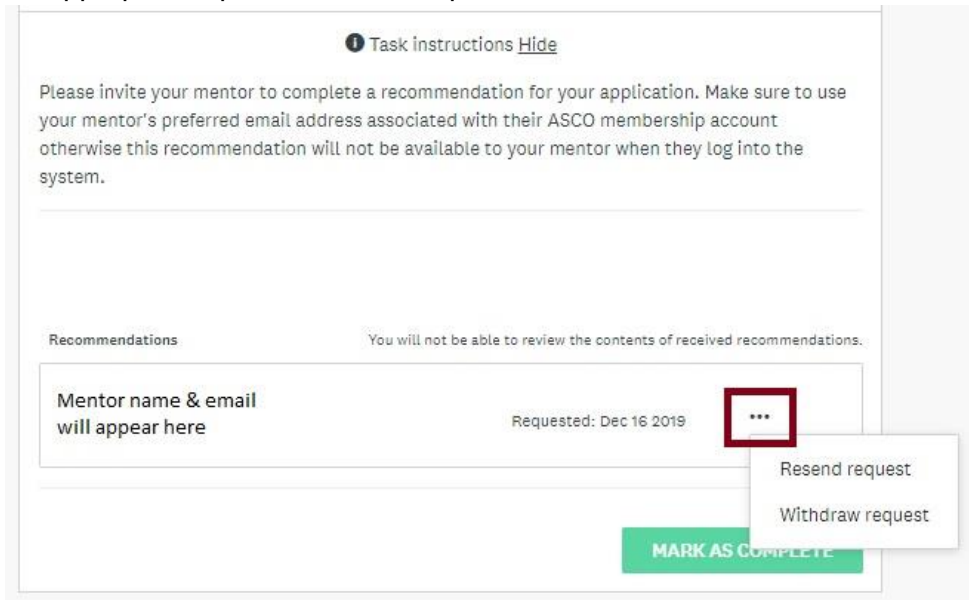 Task instructions Hide
Please invite your mentor to complete a recommendation for your application. Make sure to use
your mentor's preferred email address associated with their ASCO membership account
otherwise this recommendation will not be available to your mentor when they log into the
system.
Recommendations You will not be able to review the contents of received recommendations.
Mentor name & email
will appear here
Requested: Dec 16 2019
Resend request
Withdraw request
MARK AS COMPLETE